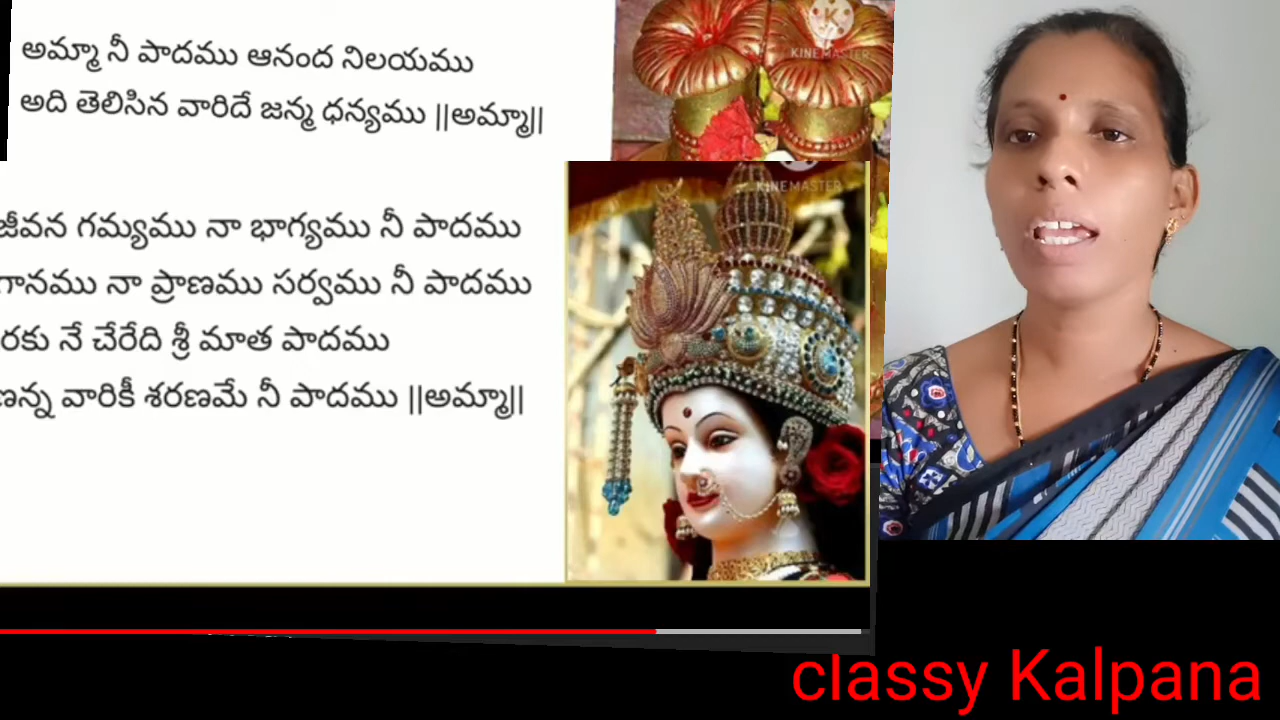 అమ్మా నీ పాదము ఆనంద నిలయము
అది తెలిసిన వారిదే జన్మ ధన్యము ||అమ్మా||
KINEMASTER
KINEMASTER
జీవన గమ్యము నా భాగ్యము నీ పాదము
గానము నా ప్రాణము సర్వము నీ పాదము
నే చేరేది శ్రీ మాత పాదము
వారికీ శరణమే నీ పాదము ||అమ్మా||
classy Kalpana